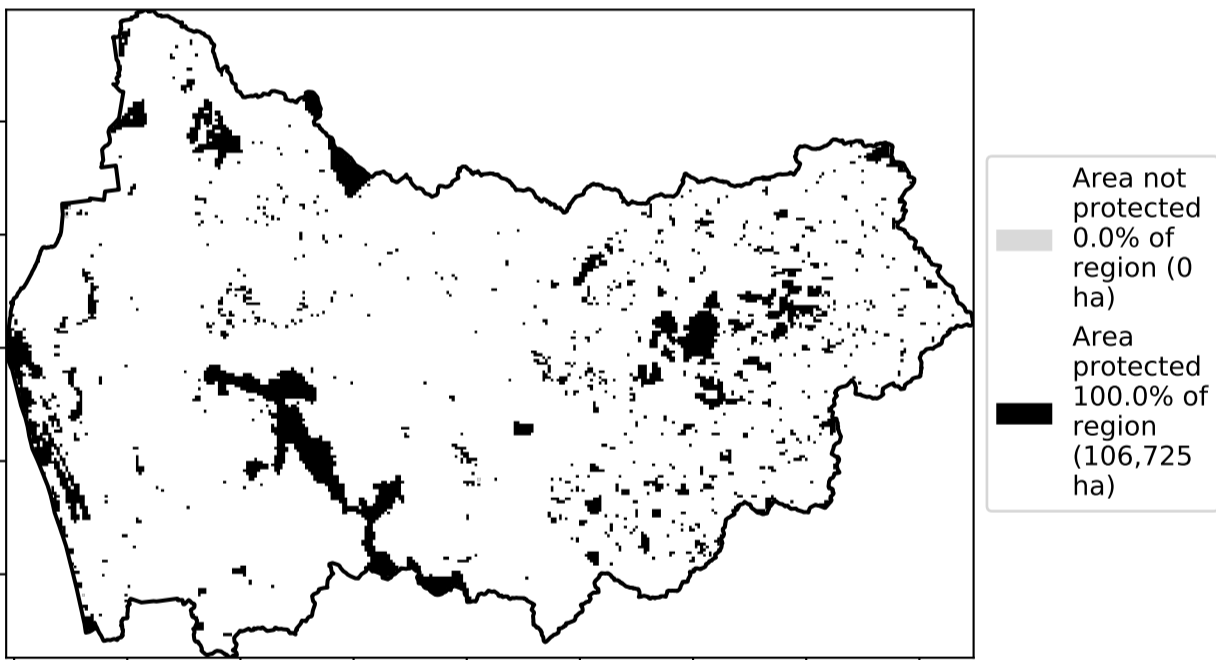 Area not
protected
0.0% of
region (0
ha)
Area
protected
100.0% of
region
(106,725
ha)